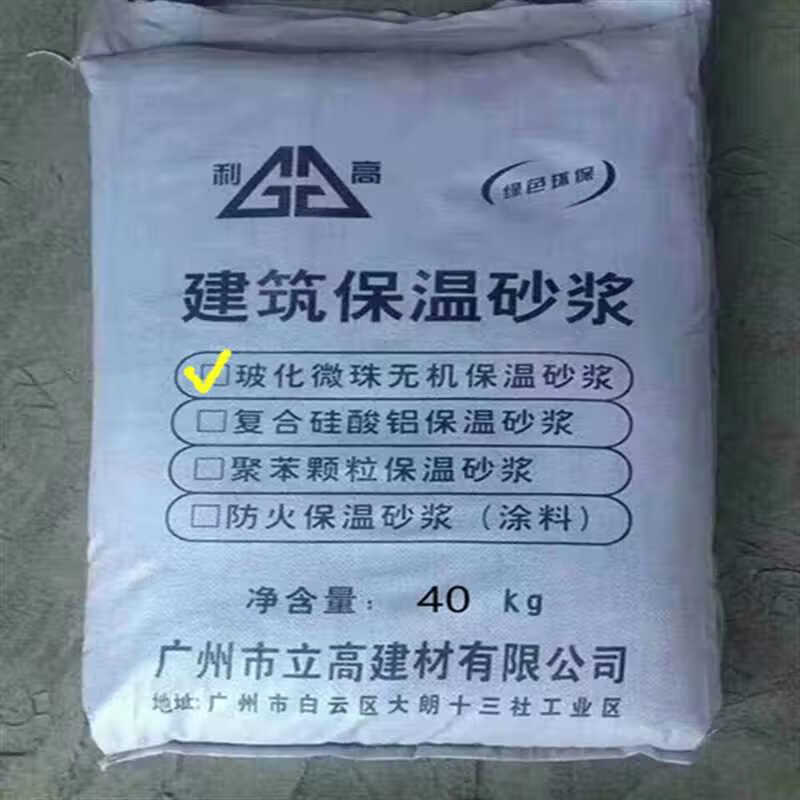 利 高
绿色环保
建筑保温砂浆
玻化微珠无机保温砂浆
复合硅酸铝保温砂浆
聚苯颗粒保温砂浆
防火保温砂浆（涂料）
净含量： 40 kg
广州市立高建材有限公司
地址:广州市白云区大朗十三社工业区